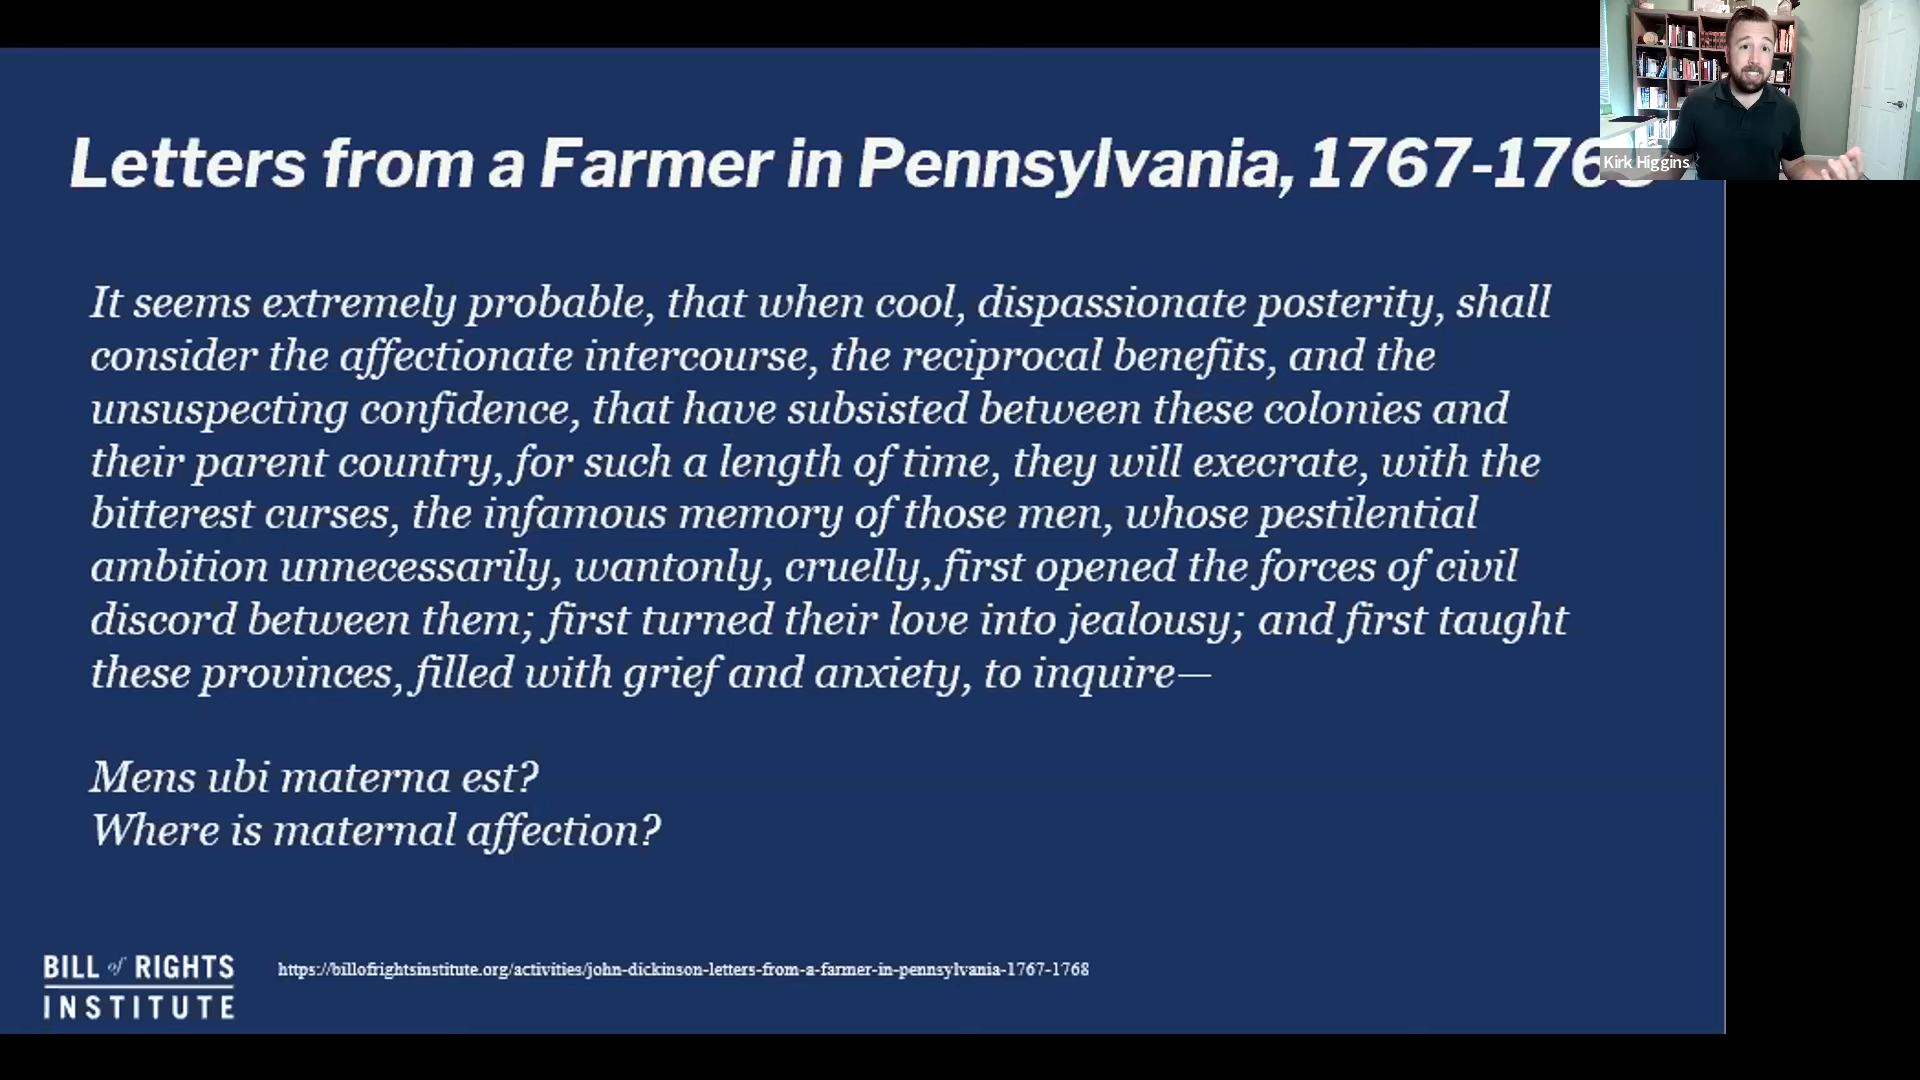 Letters from a Farmer in Pennsylvania, 1767-1768
Kirk Higgins
It seems extremely probable, that when cool, dispassionate posterity, shall
consider the affectionate intercourse, the reciprocal benefits, and the
unsuspecting confidence, that have subsisted between these colonies and
their parent country, for such a length of time, they will execrate, with the
bitterest curses, the infamous memory of those men, whose pestilential
ambition unnecessarily, wantonly, cruelly, first opened the forces of civil
discord between them; first turned their love into jealousy; and first taught
these provinces, filled with grief and anxiety, to inquire—
Mens ubi materna est?
Where is maternal affection?
BILL of RIGHTS
INSTITUTE
https://billofrightsinstitute.org/activities/john-dickinson-letters-from-a-farmer-in-pennsylvania-1767-1768